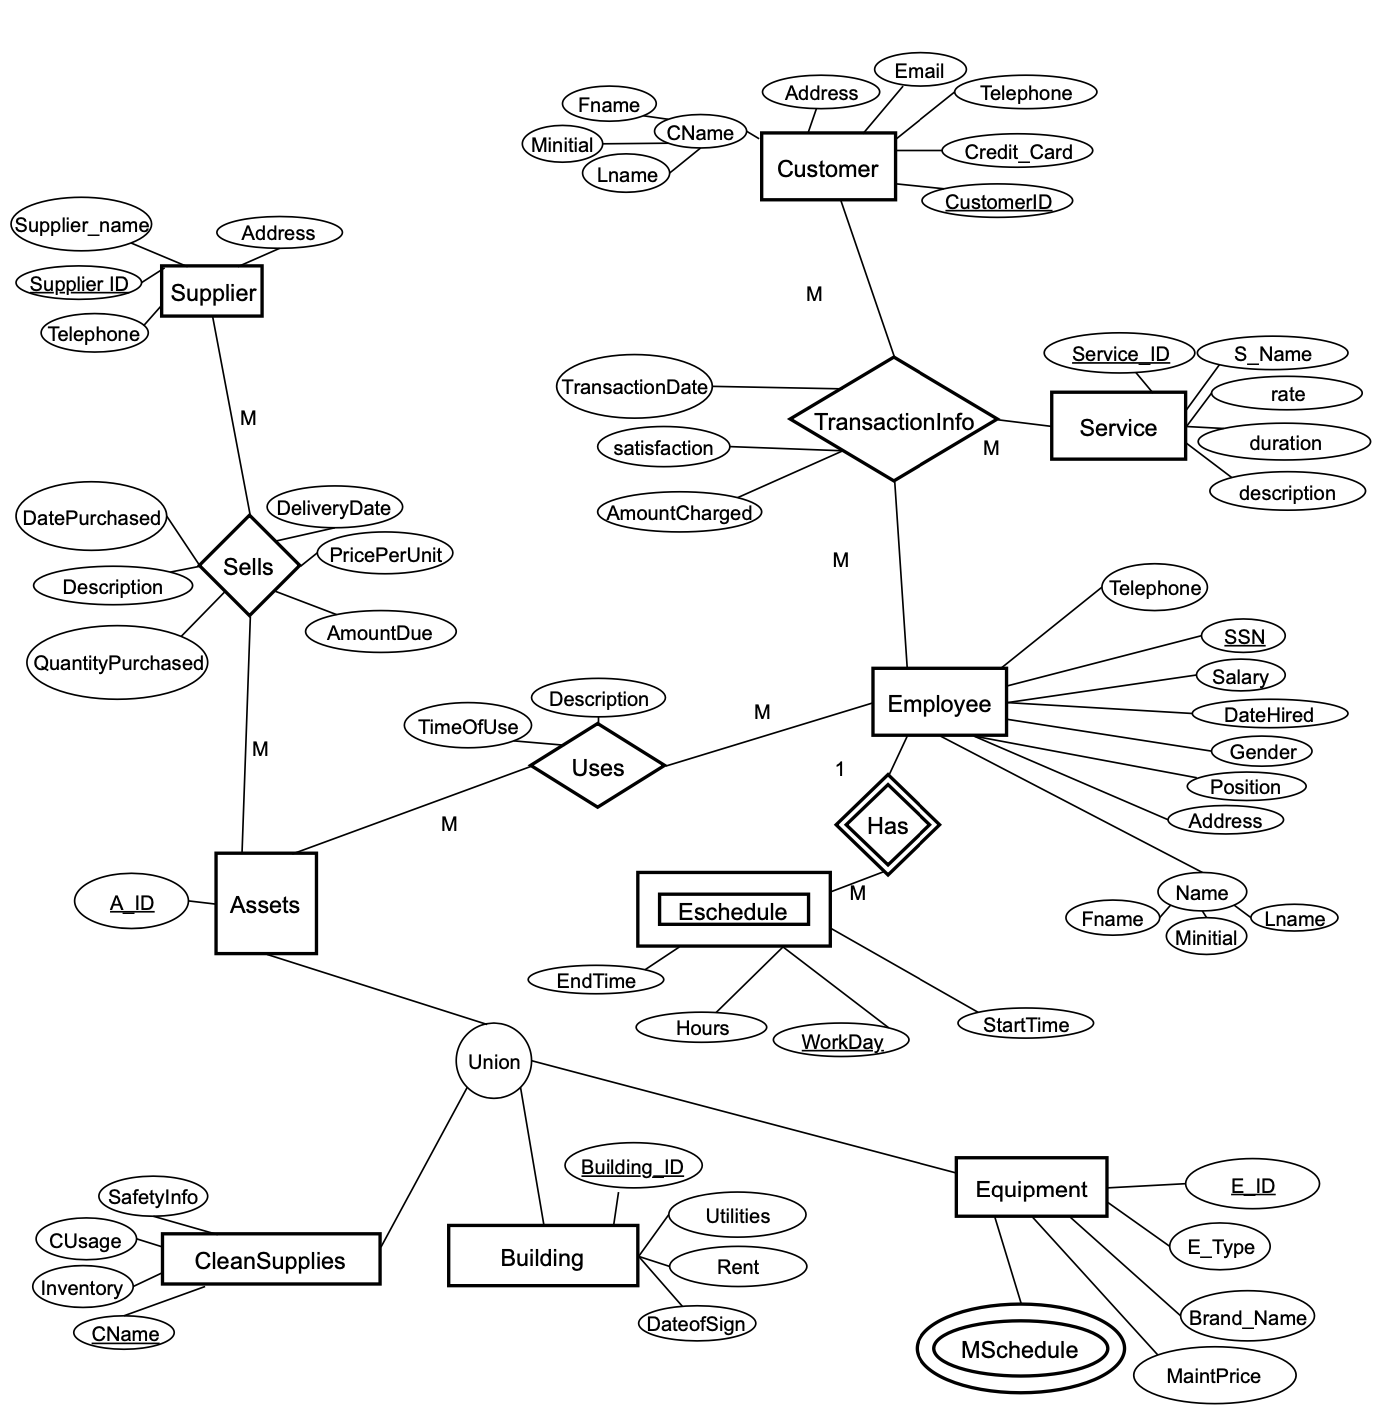 Email
Address
Telephone
Fname
CName
Minitial
Lname
Customer
Credit_Card
CustomerID
Supplier_name
Address
Supplier ID
Supplier
Telephone
M
Service_ID
S_Name
TransactionDate
rate
TransactionInfo
Service
M
M
satisfaction
duration
description
AmountCharged
DatePurchased
DeliveryDate
PricePerUnit
Sells
Description
AmountDue
QuantityPurchased
M
Telephone
SSN
Salary
Employee
DateHired
Gender
Position
Address
Description
TimeOfUse
M
Uses
M
M
1
Has
M
Name
Fname
Lname
Minitial
A_ID
Assets
Eschedule
EndTime
Hours
WorkDay
StartTime
Union
Building_ID
SafetyInfo
CUsage
CleanSupplies
Inventory
CName
Utilities
Building
Rent
DateofSign
Equipment
E_ID
E_Type
Brand_Name
MSchedule
MaintPrice